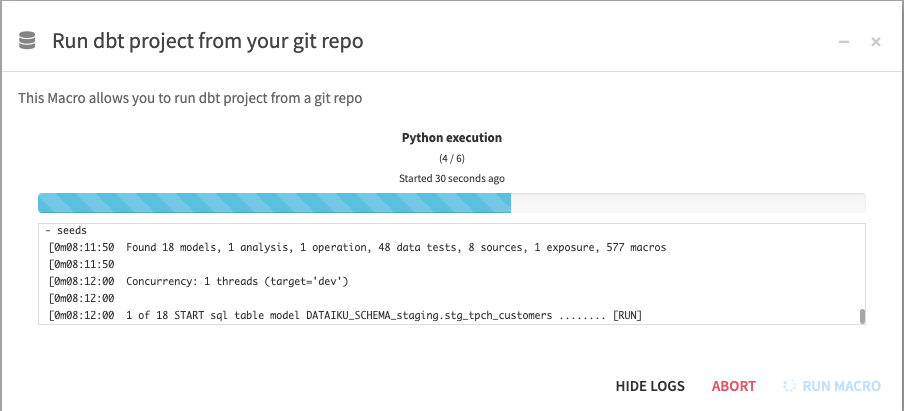 Run dbt project from your git repo
This Macro allows you to run dbt project from a git repo
Python execution
(4 / 6)
Started 30 seconds ago
- seeds
[0m08:11:50  Found 18 models, 1 analysis, 1 operation, 48 data tests, 8 sources, 1 exposure, 577 macros
[0m08:11:50
[0m08:12:00  Concurrency: 1 threads (target='dev')
[0m08:12:00
[0m08:12:00  1 of 18 START sql table model DATAIKU_SCHEMA_staging.stg_tpch_customers ........ [RUN]
HIDE LOGS ABORT RUN MACRO